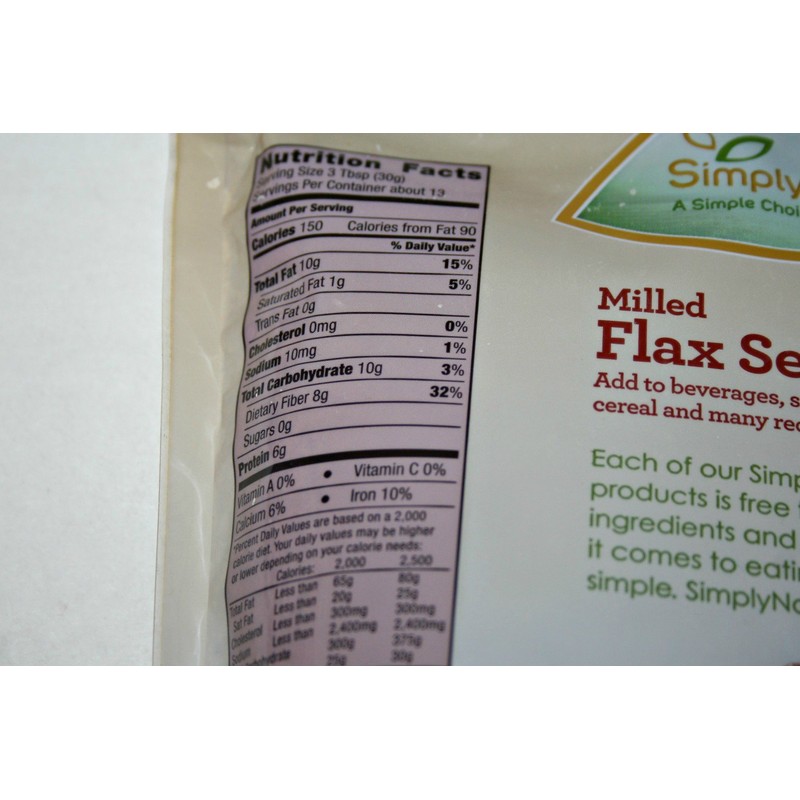 Nutrition Facts
Serving Size 3 Tbsp (30g)
Servings Per Container about 13
Amount Per Serving
Calories 150 Calories from Fat 90
% Daily Value*
Total Fat 10g 15%
Saturated Fat 1g 5%
Trans Fat 0g
Cholesterol 0mg 0%
Sodium 10mg 1%
Total Carbohydrate 10g 3%
Dietary Fiber 8g 32%
Sugars 0g
Protein 6g
Vitamin A 0% • Vitamin C 0%
Calcium 6% • Iron 10%
*Percent Daily Values are based on a 2,000
calorie diet. Your daily values may be higher
or lower depending on your calorie needs:
Calories: 2,000 2,500
Total Fat Less than 65g 80g
Sat Fat Less than 20g 25g
Cholesterol Less than 300mg 300mg
Sodium Less than 2,400mg 2,400mg
300g 375g
25g 30g
Simply
A Simple
Milled
Flax
Add to beverages,
cereal and many
Each of our
products is free
ingredients and
it comes to
simple.